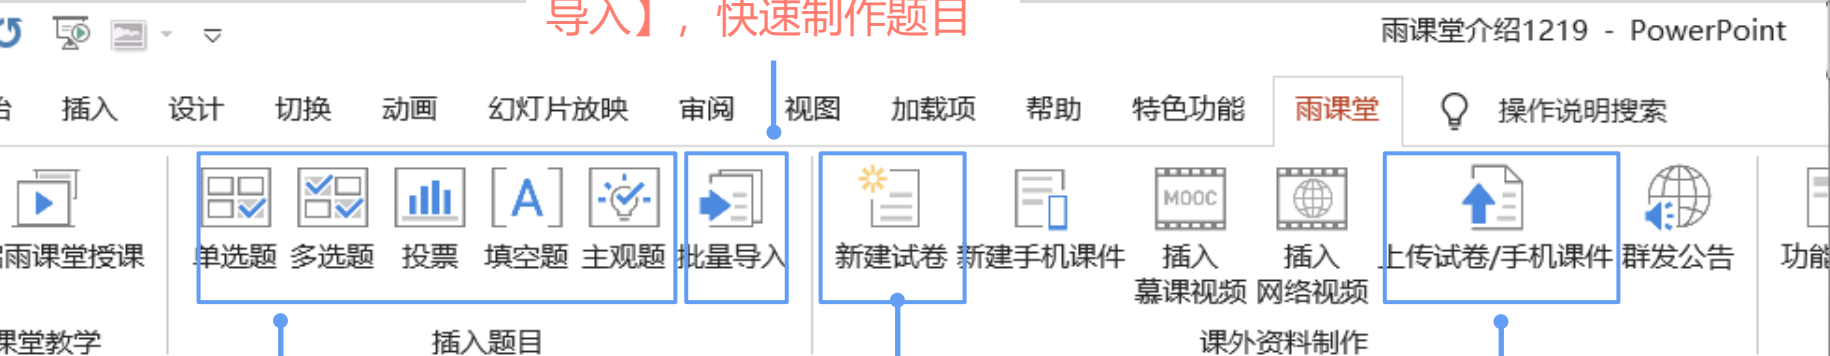 导入】，快速制作题目
雨课堂介绍1219 - PowerPoint
插入 设计 切换 动画 幻灯片放映 审阅 视图 加载项 帮助 特色功能 雨课堂 操作说明搜索
雨课堂授课 单选题 多选题 投票 填空题 主观题 批量导入 新建试卷 新建手机课件 MOOC 插入 插入 上传试卷/手机课件 群发公告 功能
慕课视频 网络视频
课堂教学 插入题目 课外资料制作